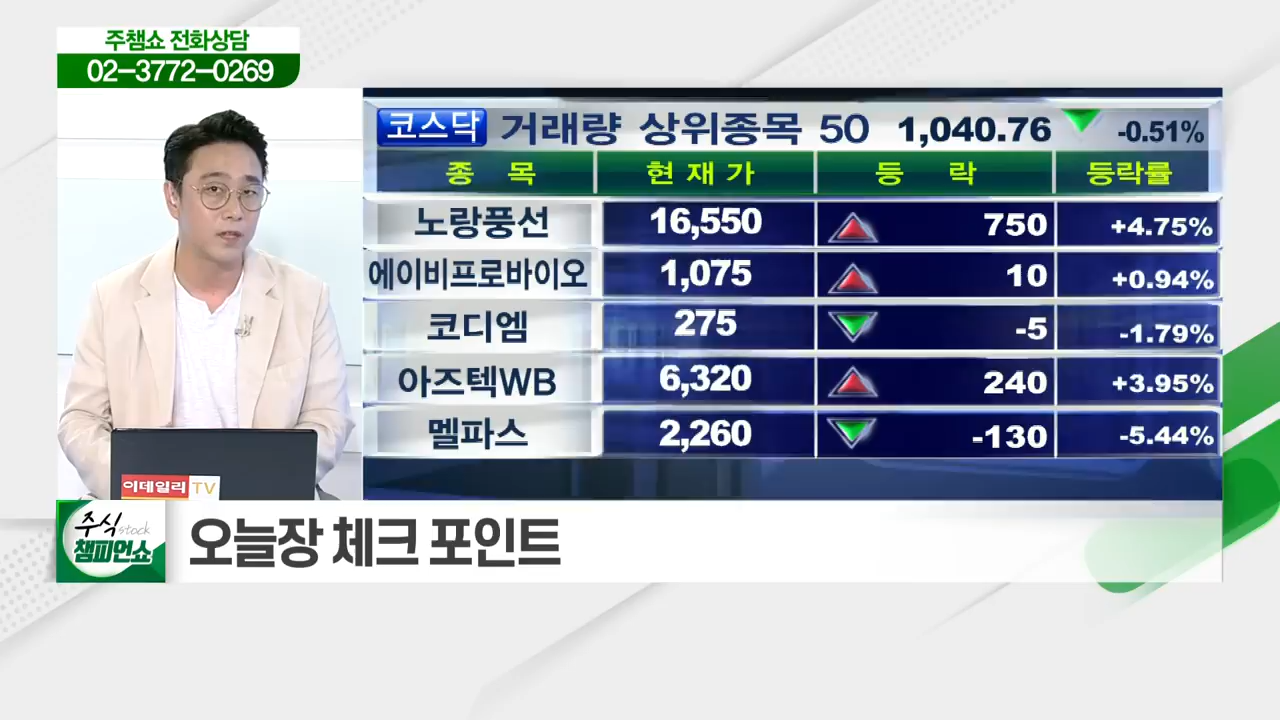 주챔쇼 전화상담
02-3772-0269
코스닥 거래량 상위종목 50 1,040.76 -0.51%
종 목 현재가 등 락 등락률
노랑풍선 16,550 750 +4.75%
에이비프로바이오 1,075 10 +0.94%
코디엠 275 -5 -1.79%
아즈텍WB 6,320 240 +3.95%
멜파스 2,260 -130 -5.44%
이데일리TV
주식 stock
챔피언쇼
오늘장 체크 포인트